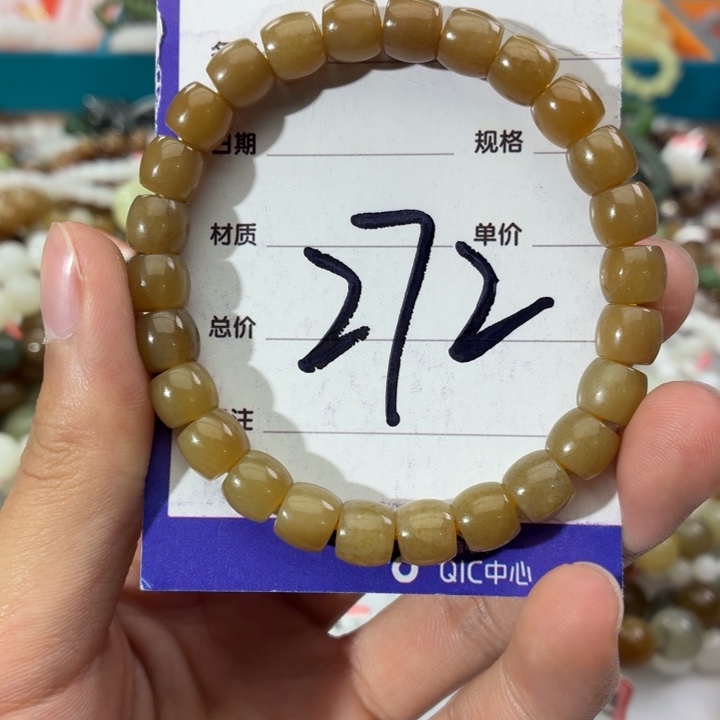 日期 规格
材质 单价
272
总价
注
QIC中心